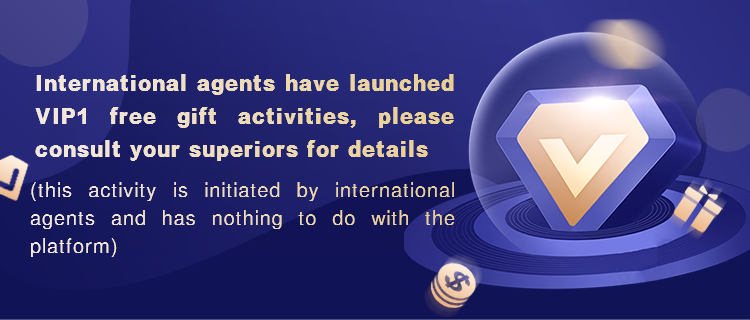 International agents have launched
VIP1 free gift activities, please
consult your superiors for details
(this activity is initiated by international
agents and has nothing to do with the
platform)